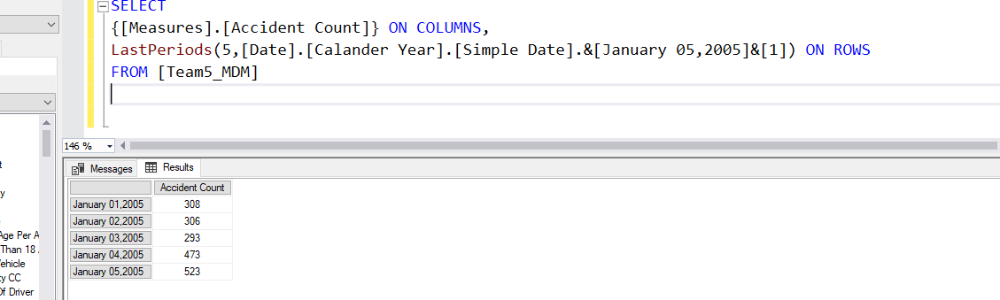 SELECT
{[Measures].[Accident Count]} ON COLUMNS,
LastPeriods(5,[Date].[Calander Year].[Simple Date].&[January 05,2005]&[1]) ON ROWS
FROM [Team5_MDM]
146 %
Messages Results
Accident Count
January 01,2005 308
January 02,2005 306
January 03,2005 293
January 04,2005 473
January 05,2005 523
t
y
Age Per A
Than 18
ehicle
y CC
Of Driver